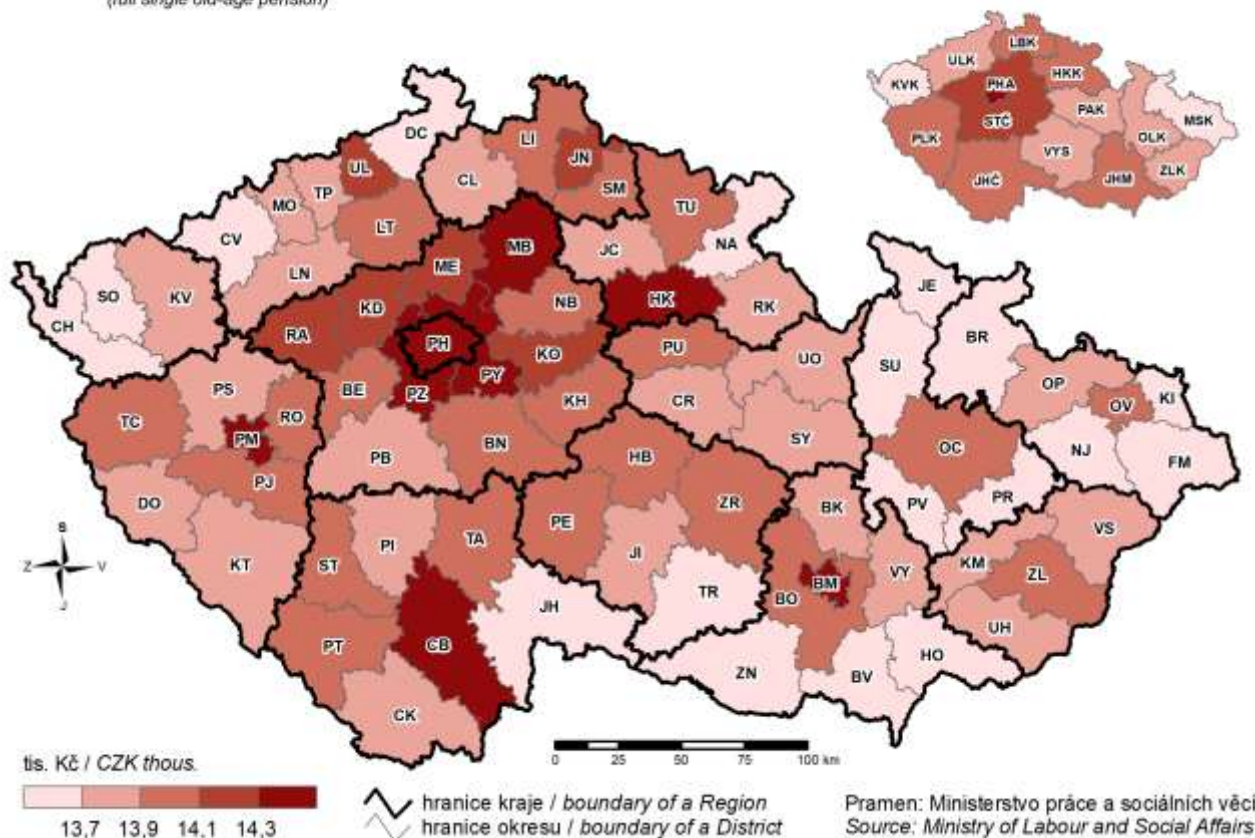 (full single old-age pension)
LBK
ULK
HKK
KVK
PHA
PAK
STČ
MSK
PLK
OLK
VYS
ZLK
JHČ
JHM
DC
LI
JN
UL
CL
SM
TP
MO
TU
LT
CV
MB
JC
NA
LN
ME
SO
KV
NB
HK
RK
JE
KD
CH
RA
PH
KO
PU
UO
BR
SU
PY
PS
BE
PZ
OP
KI
TC
RO
KH
CR
OV
PM
BN
SY
OC
NJ
PB
HB
FM
PJ
DO
ZR
PV
PR
BK
VS
PE
TA
PI
JI
KT
ST
KM
ZL
VY
BM
BO
TR
JH
UH
PT
CB
HO
ZN
BV
CK
S
Z V
J
0 25 50 75 100 km
tis. Kč / CZK thous.
13,7 13,9 14,1 14,3
hranice kraje / boundary of a Region
hranice okresu / boundary of a District
Pramen: Ministerstvo práce a sociálních věcí
Source: Ministry of Labour and Social Affairs